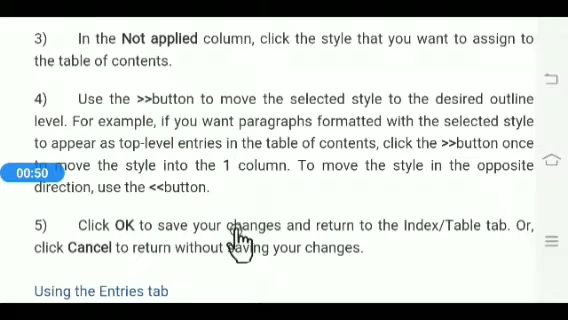 3) In the Not applied column, click the style that you want to assign to
the table of contents.
4) Use the >>button to move the selected style to the desired outline
level. For example, if you want paragraphs formatted with the selected style
to appear as top-level entries in the table of contents, click the >>button once
to move the style into the 1 column. To move the style in the opposite
00:50
direction, use the <<button.
5) Click OK to save your changes and return to the Index/Table tab. Or,
click Cancel to return without saving your changes.
Using the Entries tab